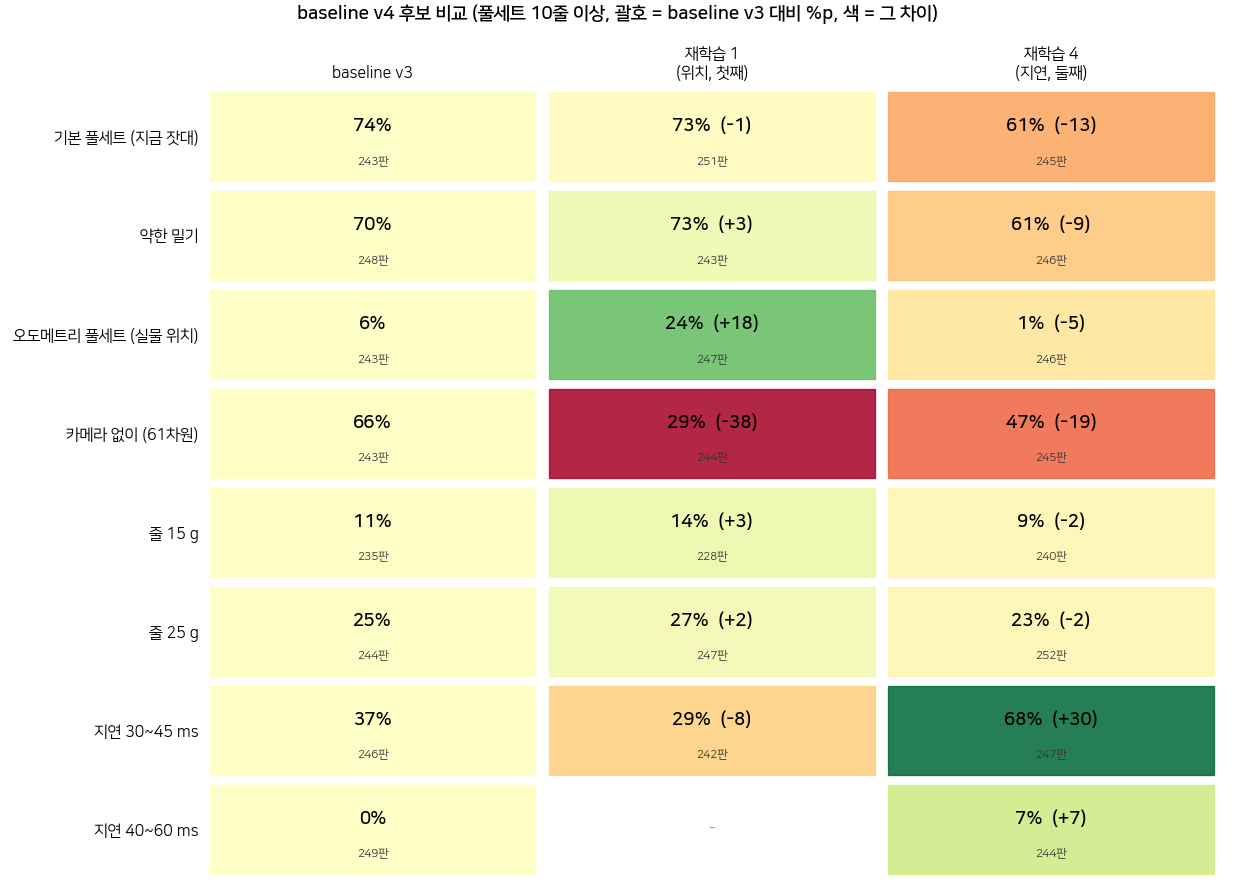 baseline v4 후보 비교 (풀세트 10줄 이상, 괄호 = baseline v3 대비 %p, 색 = 그 차이)
baseline v3
재학습 1
(위치, 첫째)
재학습 4
(지연, 둘째)
기본 풀세트 (지금 잣대)
74%
243판
73% (-1)
251판
61% (-13)
245판
약한 밀기
70%
248판
73% (+3)
243판
61% (-9)
246판
오도메트리 풀세트 (실물 위치)
6%
243판
24% (+18)
247판
1% (-5)
246판
카메라 없이 (61차원)
66%
243판
29% (-38)
244판
47% (-19)
245판
줄 15 g
11%
235판
14% (+3)
228판
9% (-2)
240판
줄 25 g
25%
244판
27% (+2)
247판
23% (-2)
252판
지연 30~45 ms
37%
246판
29% (-8)
242판
68% (+30)
247판
지연 40~60 ms
0%
249판
–
7% (+7)
244판